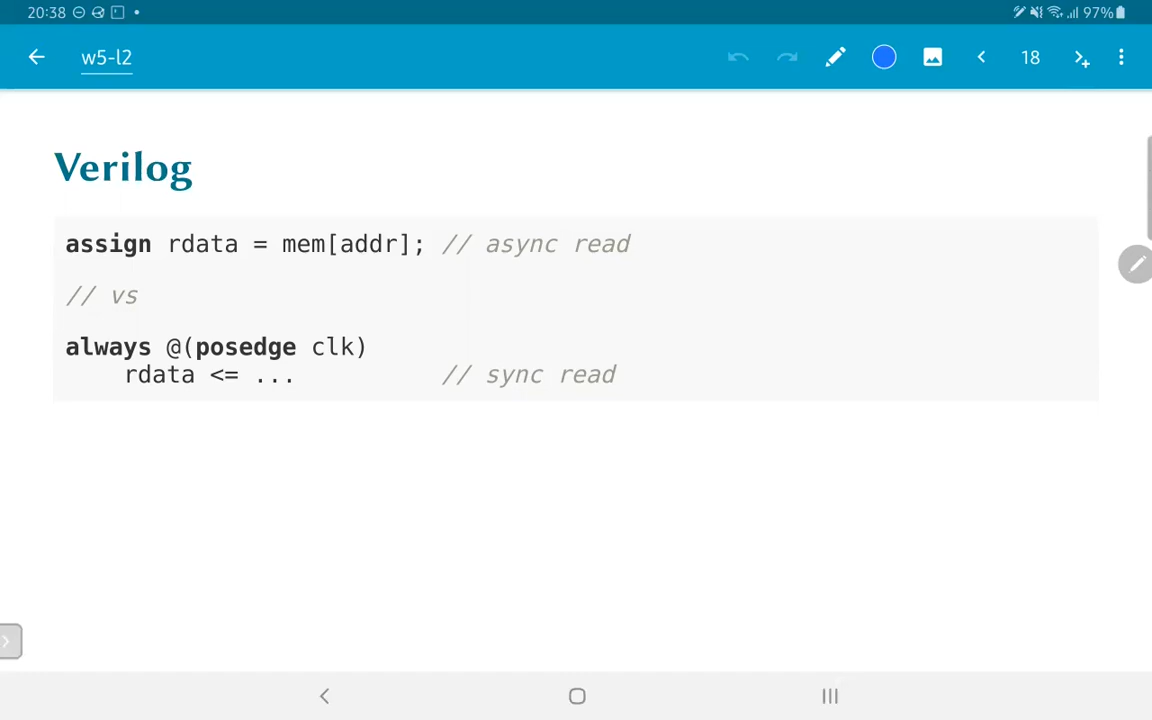 20:38 97%
w5-l2 18
Verilog
assign rdata = mem[addr]; // async read
// vs
always @(posedge clk)
rdata <= ... // sync read